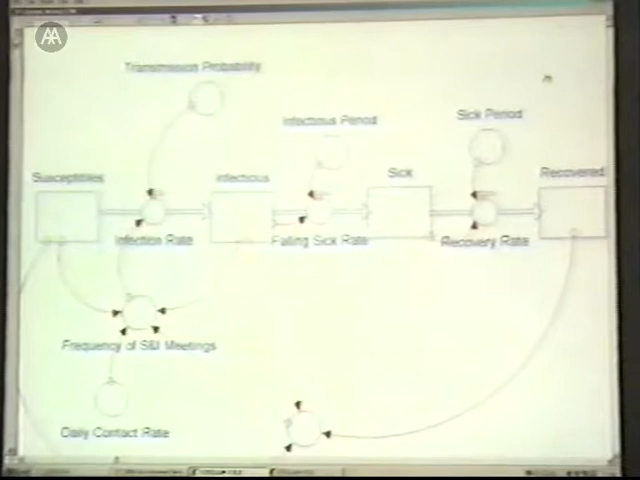 AA
Transmission Probability
Infectious Period
Sick Period
Susceptibles
Infectious
Sick
Recovered
Infection Rate
Falling Sick Rate
Recovery Rate
Frequency of S&I Meetings
Daily Contact Rate